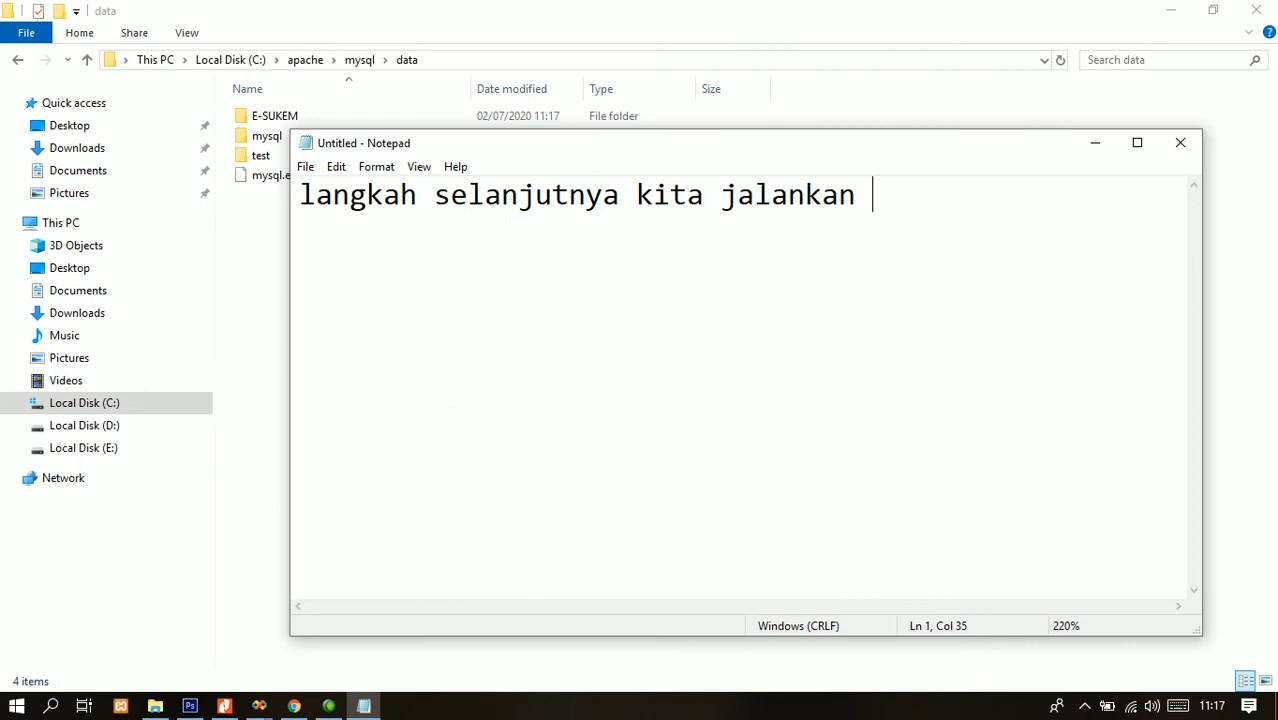 data
File
Home
Share
View
This PC
Local Disk (C:)
apache
mysql
data
Search data
Name
Date modified
Type
Size
Quick access
Desktop
Downloads
Documents
Pictures
This PC
3D Objects
Desktop
Documents
Downloads
Music
Pictures
Videos
Local Disk (C:)
Local Disk (D:)
Local Disk (E:)
Network
E-SUKEM
02/07/2020 11:17
File folder
mysql
test
mysql.e
Untitled - Notepad
File
Edit
Format
View
Help
langkah selanjutnya kita jalankan
Windows (CRLF)
Ln 1, Col 35
220%
4 items
11:17